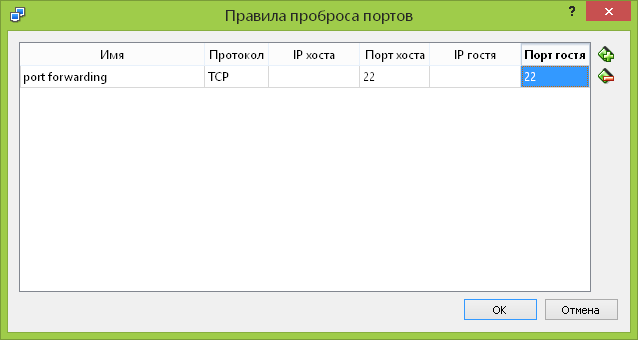 Правила проброса портов
?
Имя Протокол IP хоста Порт хоста IP гостя Порт гостя
port forwarding TCP 22 22
OK Отмена